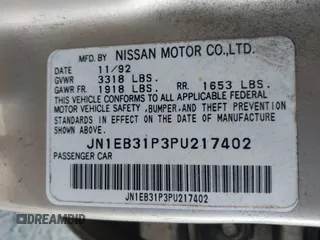 MFD. BY NISSAN MOTOR CO.,LTD.
DATE 11/92
GVWR 3318 LBS.
GAWR FR. 1918 LBS. RR. 1653 LBS.
THIS VEHICLE CONFORMS TO ALL APPLICABLE FEDERAL
MOTOR VEHICLE SAFETY ,BUMPER, AND THEFT PREVENTION
STANDARDS IN EFFECT ON THE DATE OF MANUFACTURE
SHOWN ABOVE.
JN1EB31P3PU217402
PASSENGER CAR
JN1EB31P3PU217402
DREAMBID